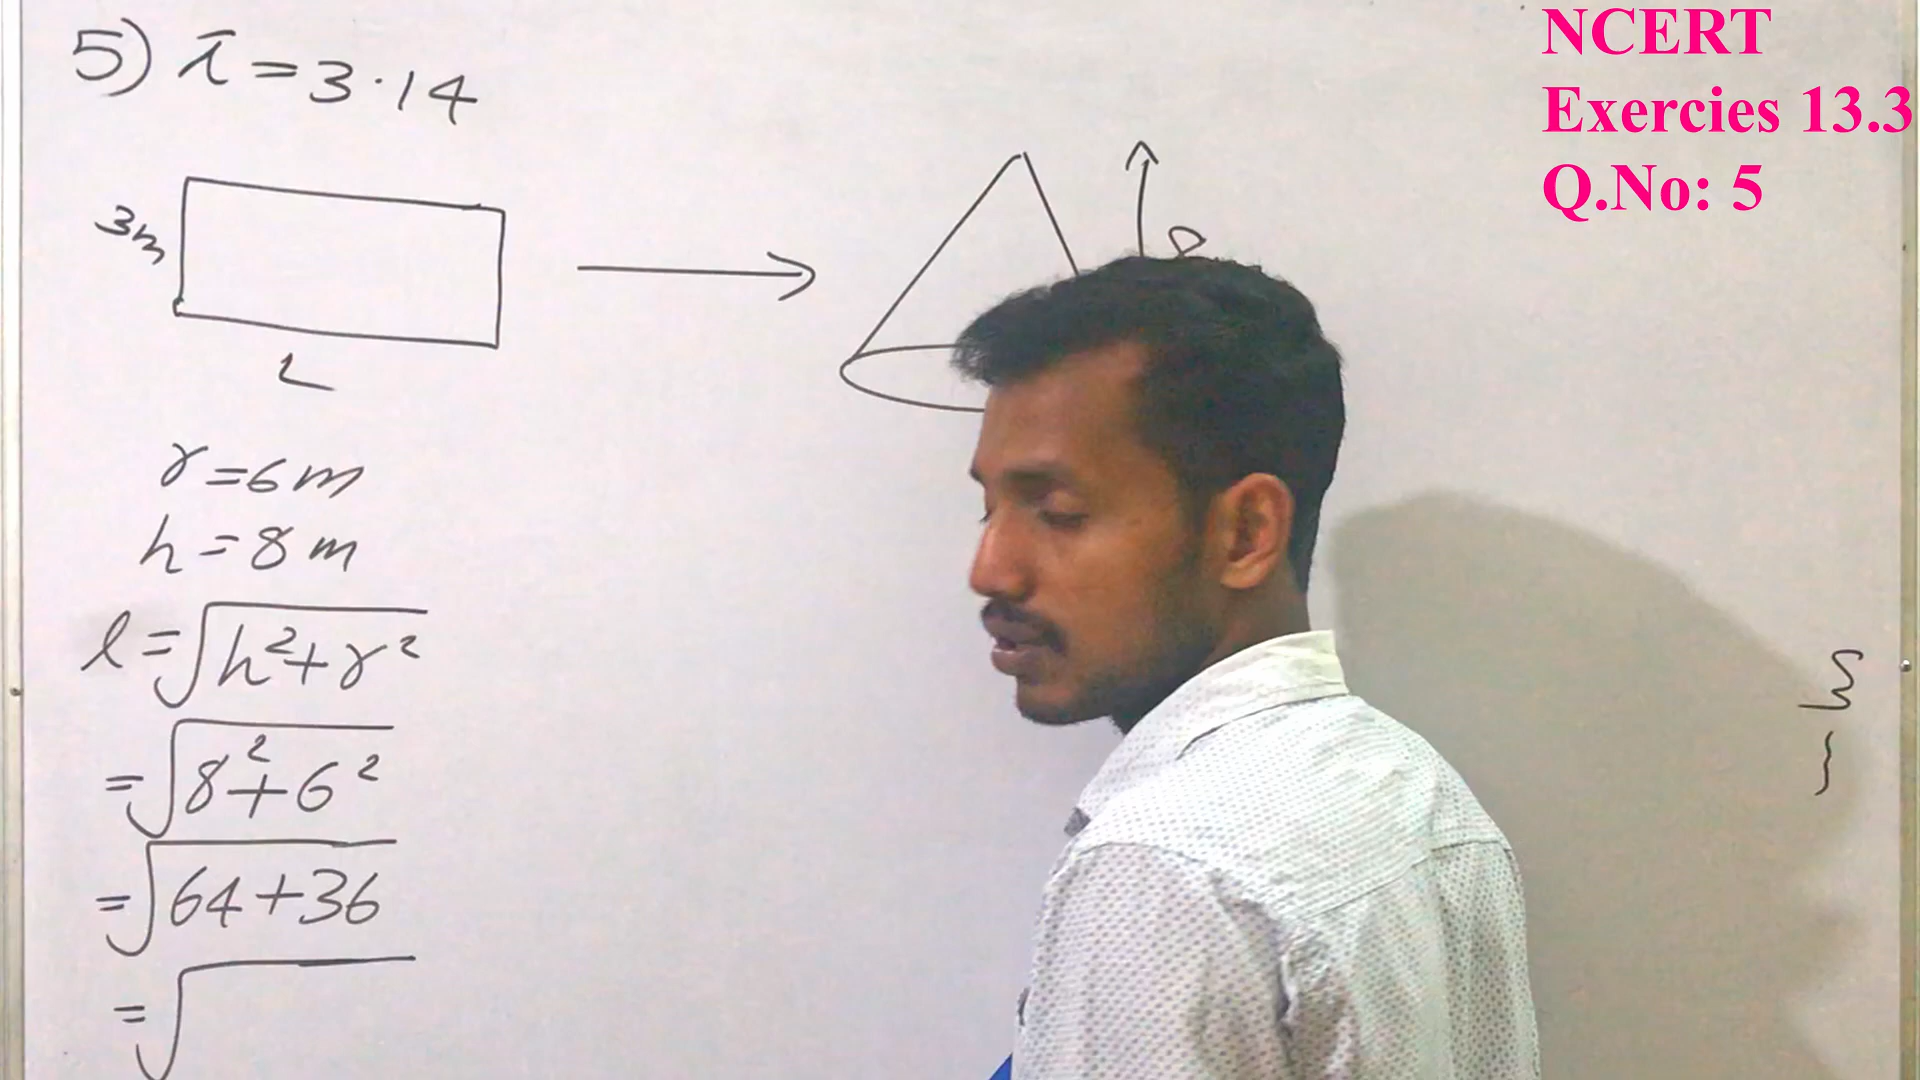 5) π = 3.14
3m
L
r = 6m
h = 8m
l = √h²+r²
= √8²+6²
= √64+36
= √
NCERT
Exercies 13.3
Q.No: 5